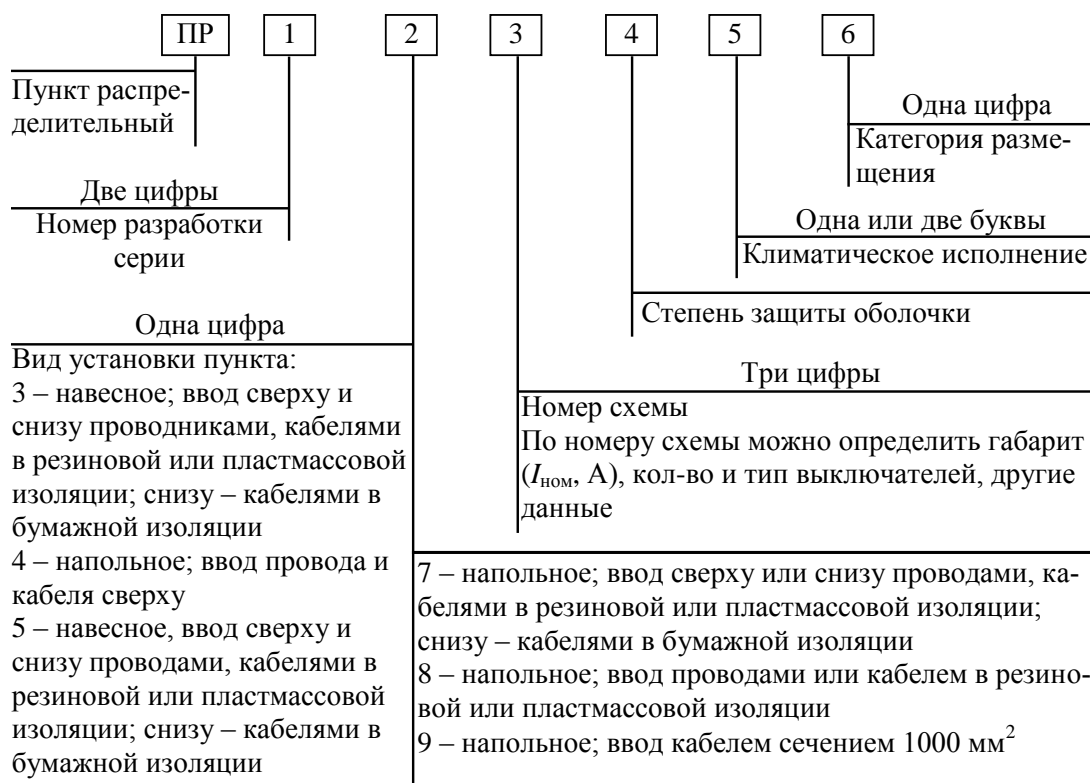 ПР 1 2 3 4 5 6
Пункт распре-
делительный
Одна цифра
Категория разме-
щения
Две цифры
Номер разработки
серии
Одна или две буквы
Климатическое исполнение
Степень защиты оболочки
Одна цифра
Вид установки пункта:
3 – навесное; ввод сверху и
снизу проводниками, кабелями
в резиновой или пластмассовой
изоляции; снизу – кабелями в
бумажной изоляции
4 – напольное; ввод провода и
кабеля сверху
5 – навесное, ввод сверху и
снизу проводами, кабелями в
резиновой или пластмассовой
изоляции; снизу – кабелями в
бумажной изоляции
Три цифры
Номер схемы
По номеру схемы можно определить габарит
(Iном, А), кол-во и тип выключателей, другие
данные
7 – напольное; ввод сверху или снизу проводами, ка-
белями в резиновой или пластмассовой изоляции;
снизу – кабелями в бумажной изоляции
8 – напольное; ввод проводами или кабелем в резино-
вой или пластмассовой изоляции
9 – напольное; ввод кабелем сечением 1000 мм²